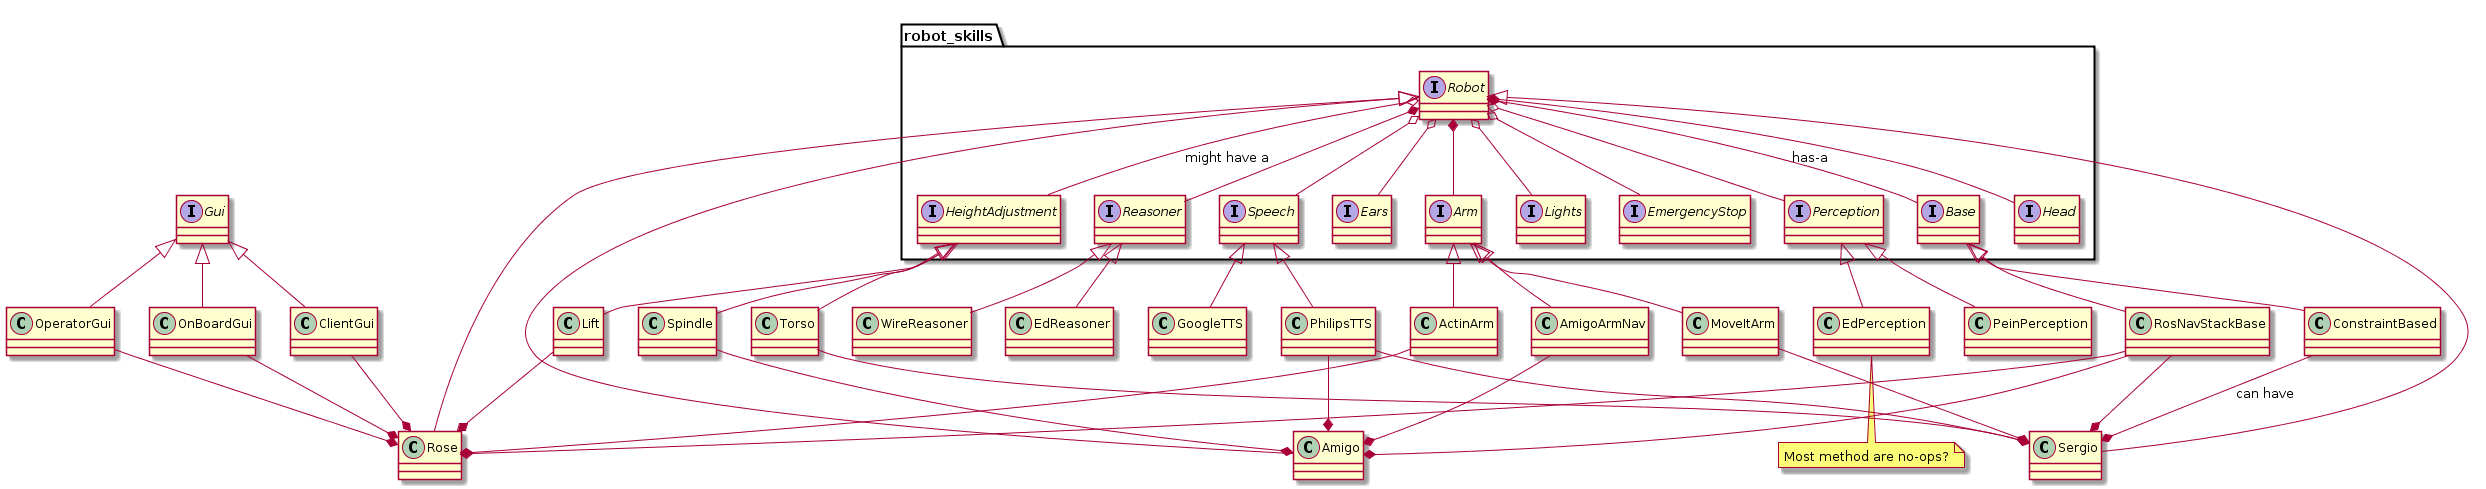 robot_skills
I Robot
might have a
has-a
I Gui
I HeightAdjustment
I Reasoner
I Speech
I Ears
I Arm
I Lights
I EmergencyStop
I Perception
I Base
I Head
C OperatorGui
C OnBoardGui
C ClientGui
C Lift
C Spindle
C Torso
C WireReasoner
C EdReasoner
C GoogleTTS
C PhilipsTTS
C ActinArm
C AmigoArmNav
C MoveItArm
C EdPerception
C PeinPerception
C RosNavStackBase
C ConstraintBased
can have
C Rose
C Amigo
Most method are no-ops?
C Sergio